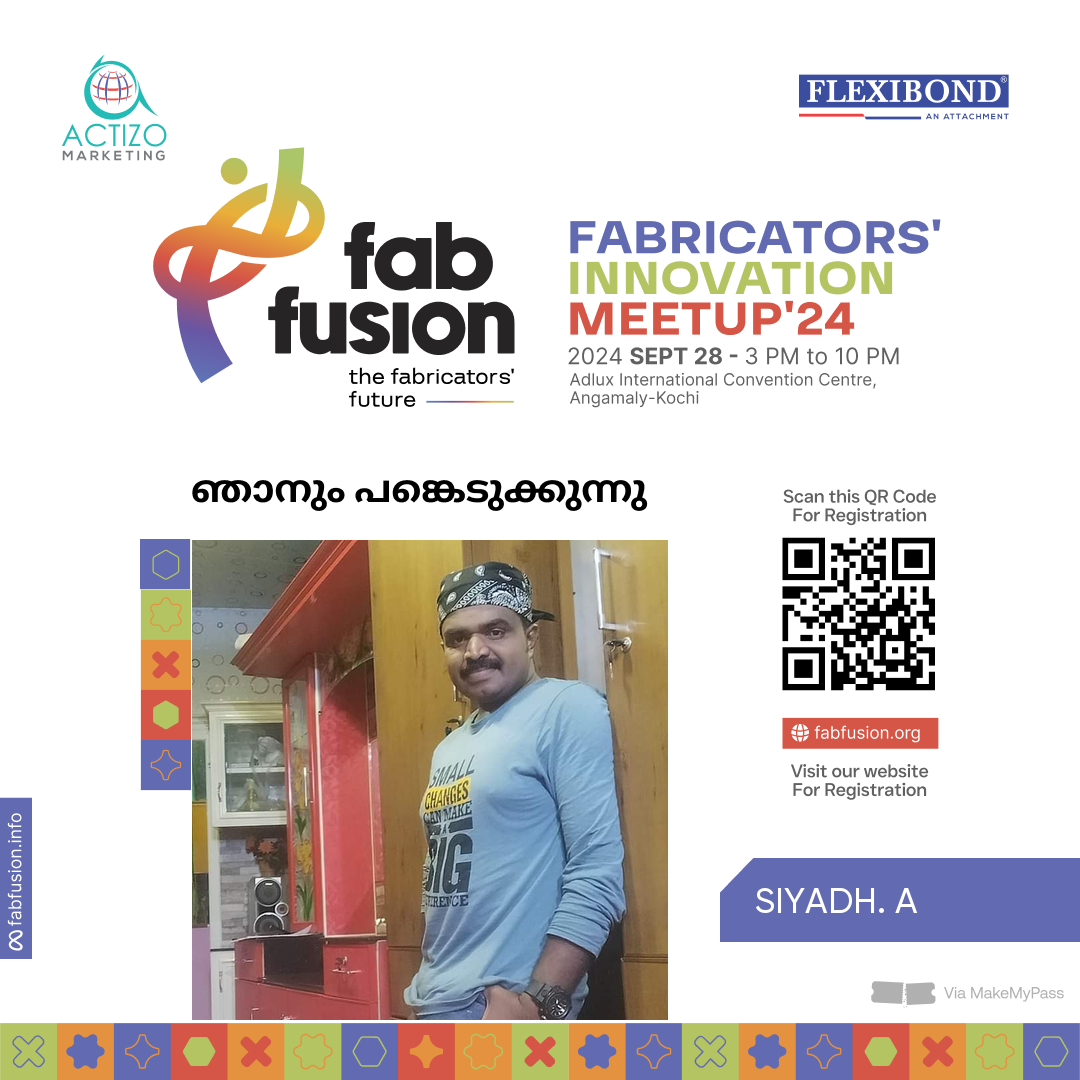 ACTIZO
MARKETING
FLEXIBOND®
AN ATTACHMENT
fab
fusion
the fabricators'
future
FABRICATORS'
INNOVATION
MEETUP'24
2024 SEPT 28 - 3 PM to 10 PM
Adlux International Convention Centre,
Angamaly-Kochi
ഞാനും പങ്കെടുക്കുന്നു
Scan this QR Code
For Registration
fabfusion.org
Visit our website
For Registration
SMALL
CHANGES
CAN MAKE
A
BIG
fabfusion.info
SIYADH. A
Via MakeMyPass